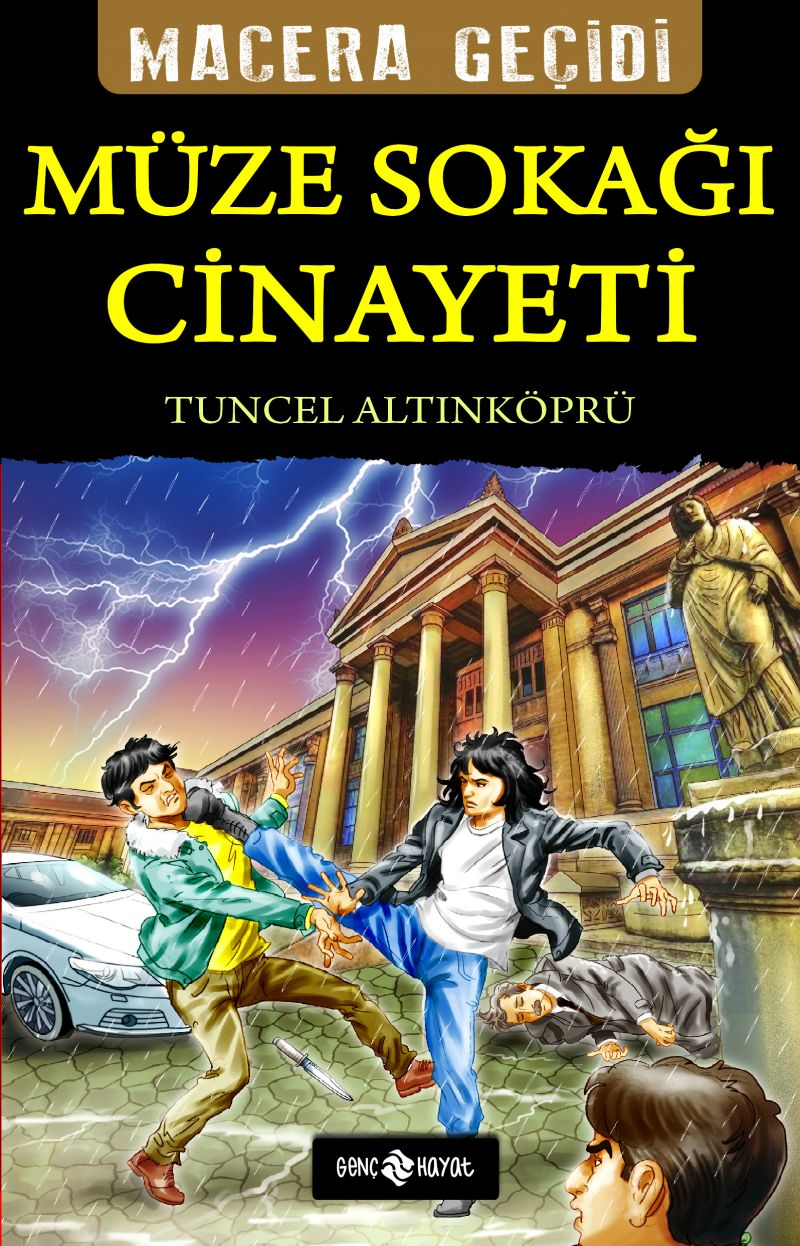 MACERA GEÇİDİ
MÜZE SOKAĞI
CİNAYETİ
TUNCEL ALTINKÖPRÜ
GENÇ HAYAT